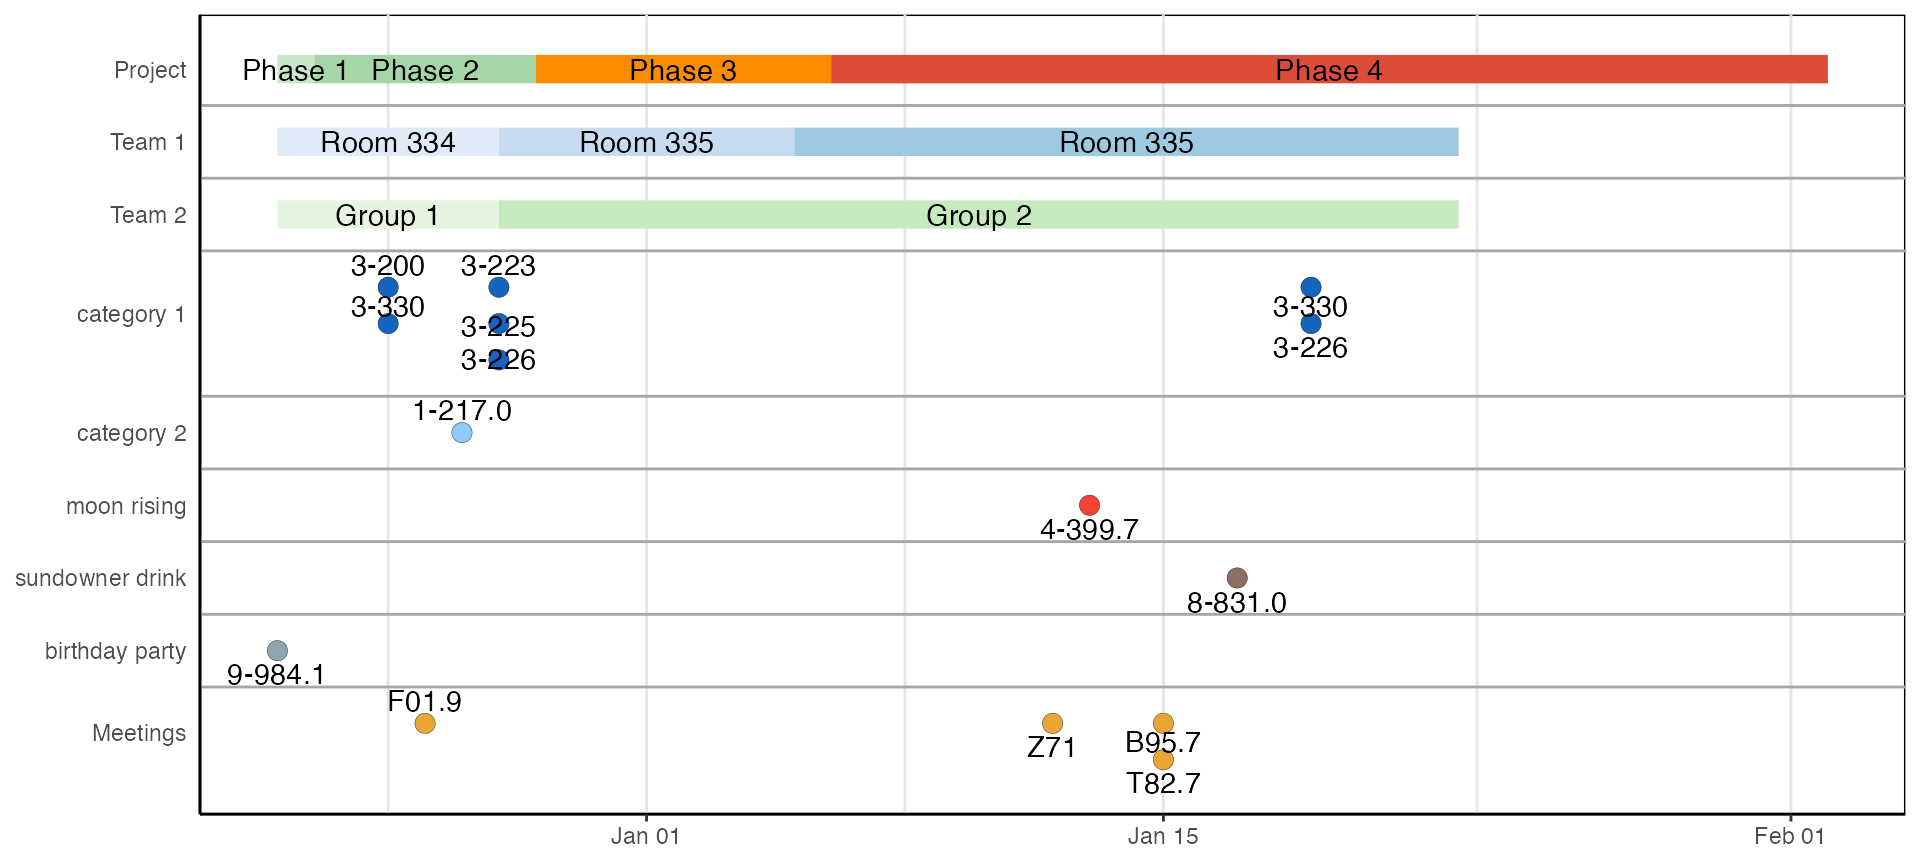 Project
Phase 1
Phase 2
Phase 3
Phase 4
Team 1
Room 334
Room 335
Room 335
Team 2
Group 1
Group 2
category 1
3-200
3-330
3-223
3-225
3-226
3-330
3-226
category 2
1-217.0
moon rising
4-399.7
sundowner drink
8-831.0
birthday party
9-984.1
Meetings
F01.9
Z71
B95.7
T82.7
Jan 01
Jan 15
Feb 01